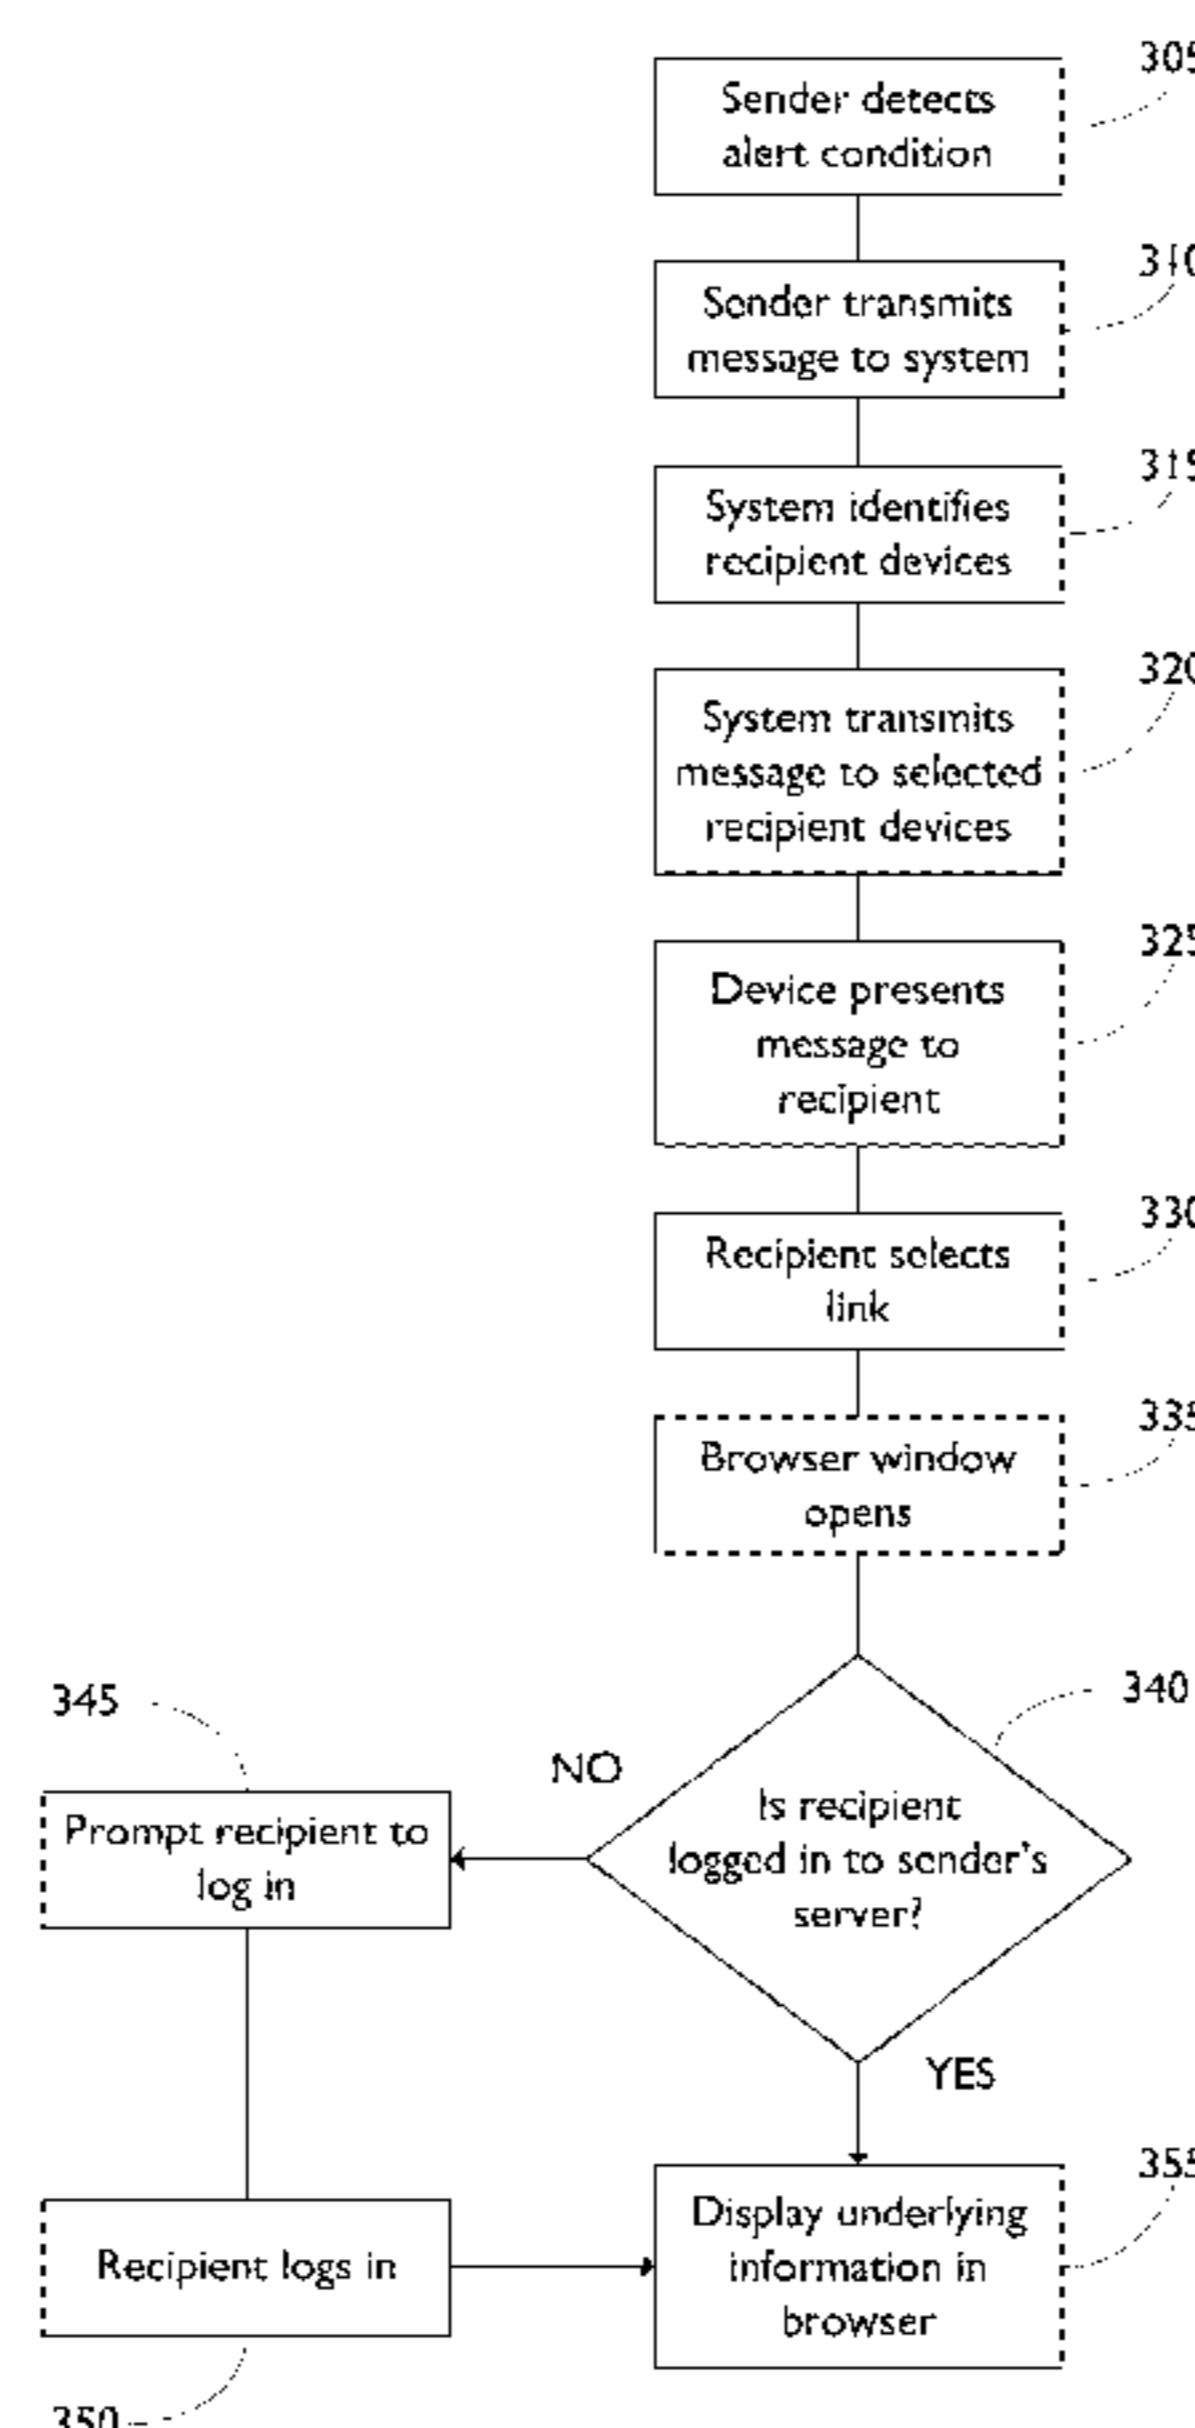 305
Sender detects
alert condition
310
Sender transmits
message to system
315
System identifies
recipient devices
320
System transmits
message to selected
recipient devices
325
Device presents
message to
recipient
330
Recipient selects
link
335
Browser window
opens
345
340
NO
Is recipient
logged in to sender's
server?
Prompt recipient to
log in
YES
355
Display underlying
information in
browser
Recipient logs in
350